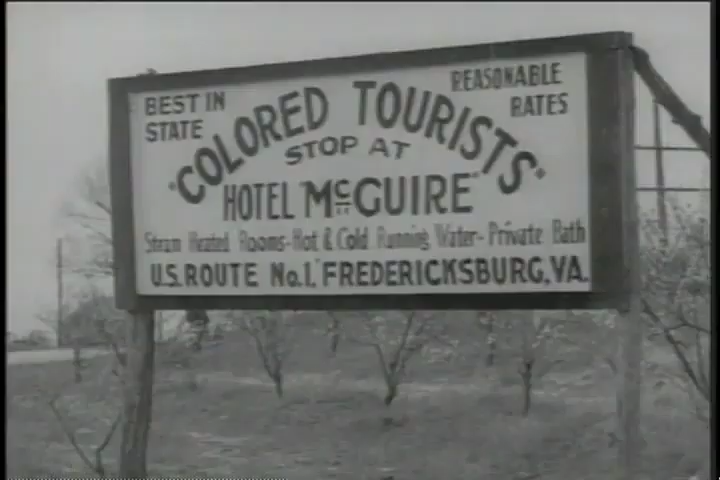 BEST IN
STATE
REASONABLE
RATES
"COLORED TOURISTS"
STOP AT
HOTEL "McGUIRE"
Steam Heated Rooms-Hot & Cold Running Water-Private Bath
U.S. ROUTE No.1, FREDERICKSBURG, VA.